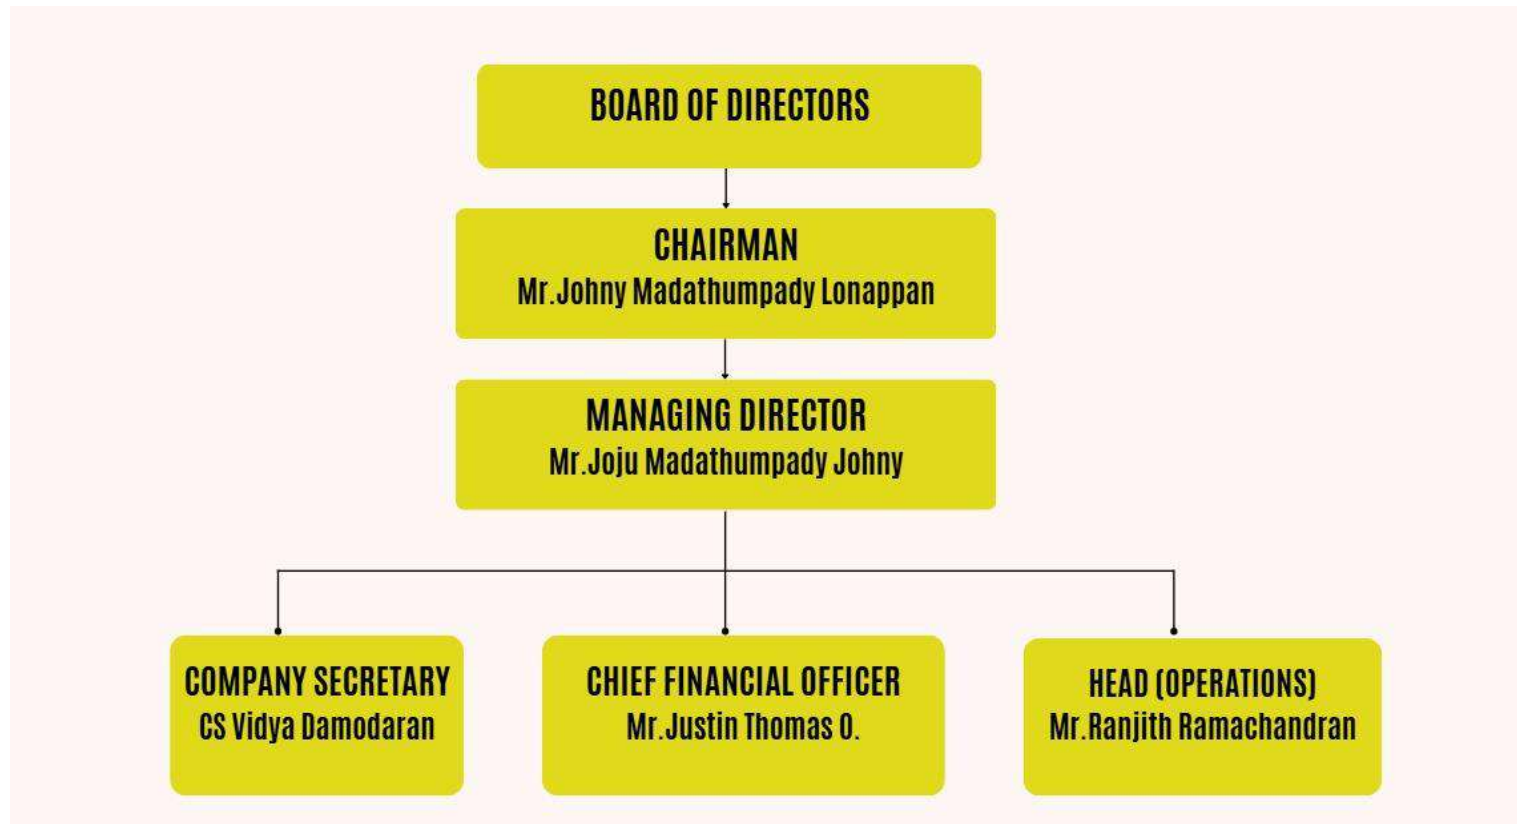 BOARD OF DIRECTORS
CHAIRMAN
Mr.Johny Madathumpady Lonappan
MANAGING DIRECTOR
Mr.Joju Madathumpady Johny
COMPANY SECRETARY
CS Vidya Damodaran
CHIEF FINANCIAL OFFICER
Mr.Justin Thomas O.
HEAD (OPERATIONS)
Mr.Ranjith Ramachandran